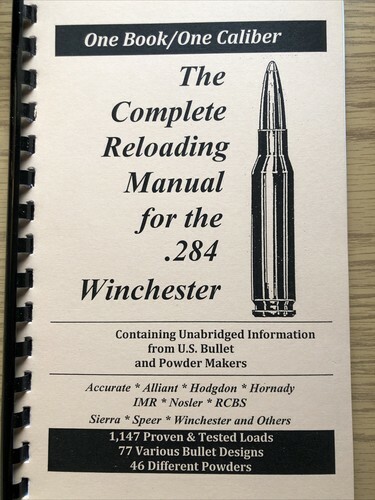 One Book/One Caliber
The
Complete
Reloading
Manual
for the
.284
Winchester
Containing Unabridged Information
from U.S. Bullet
and Powder Makers
Accurate * Alliant * Hodgdon * Hornady
IMR * Nosler * RCBS
Sierra * Speer * Winchester and Others
1,147 Proven & Tested Loads
77 Various Bullet Designs
46 Different Powders